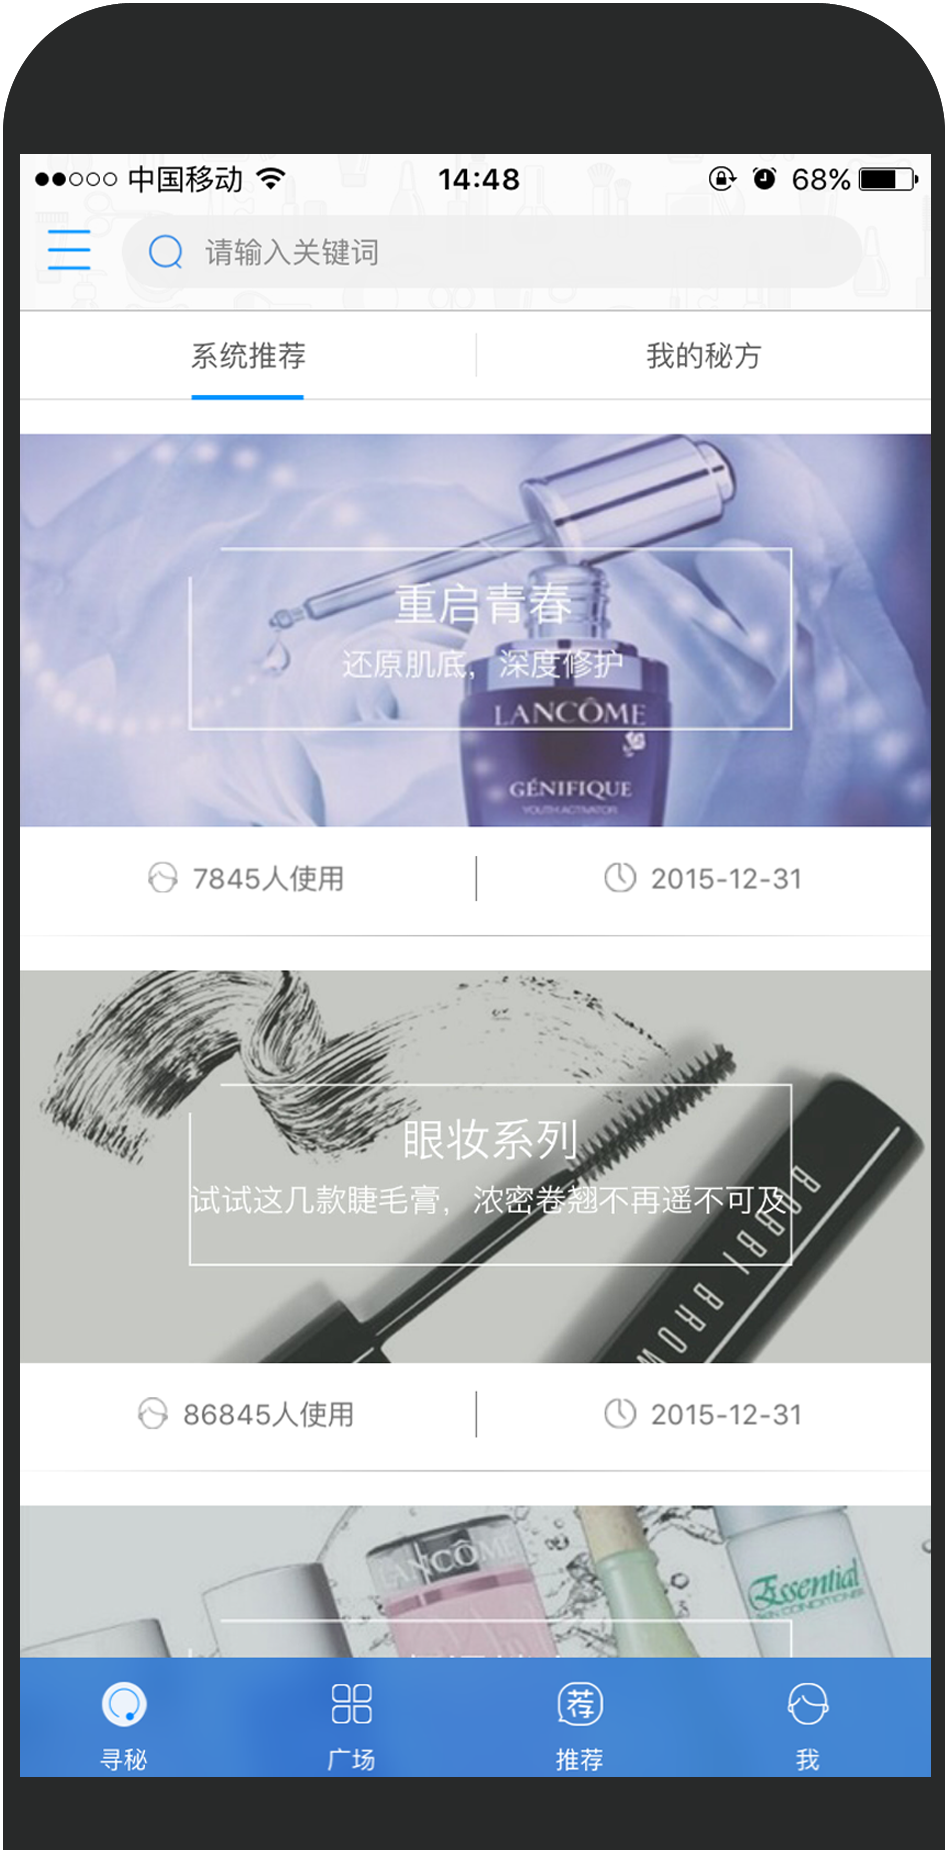 中国移动 14:48 68%
请输入关键词
系统推荐 我的秘方
重启青春
还原肌底，深度修护
LANCÔME
GÉNIFIQUE
YOUTH ACTIVATOR
7845人使用 2015-12-31
眼妆系列
试试这几款睫毛膏，浓密卷翘不再遥不可及
BOBBI BROW
86845人使用 2015-12-31
LANCÔME
Essential
SKIN CONDITIONER
荐
寻秘 广场 推荐 我